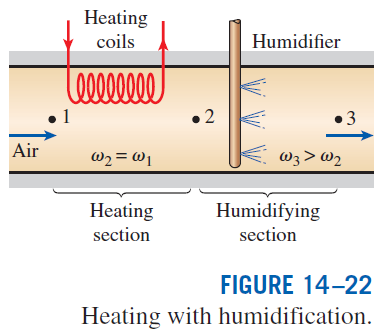 Heating
coils
Humidifier
1
2
3
Air
ω₂ = ω₁
ω₃ > ω₂
Heating
section
Humidifying
section
FIGURE 14–22
Heating with humidification.